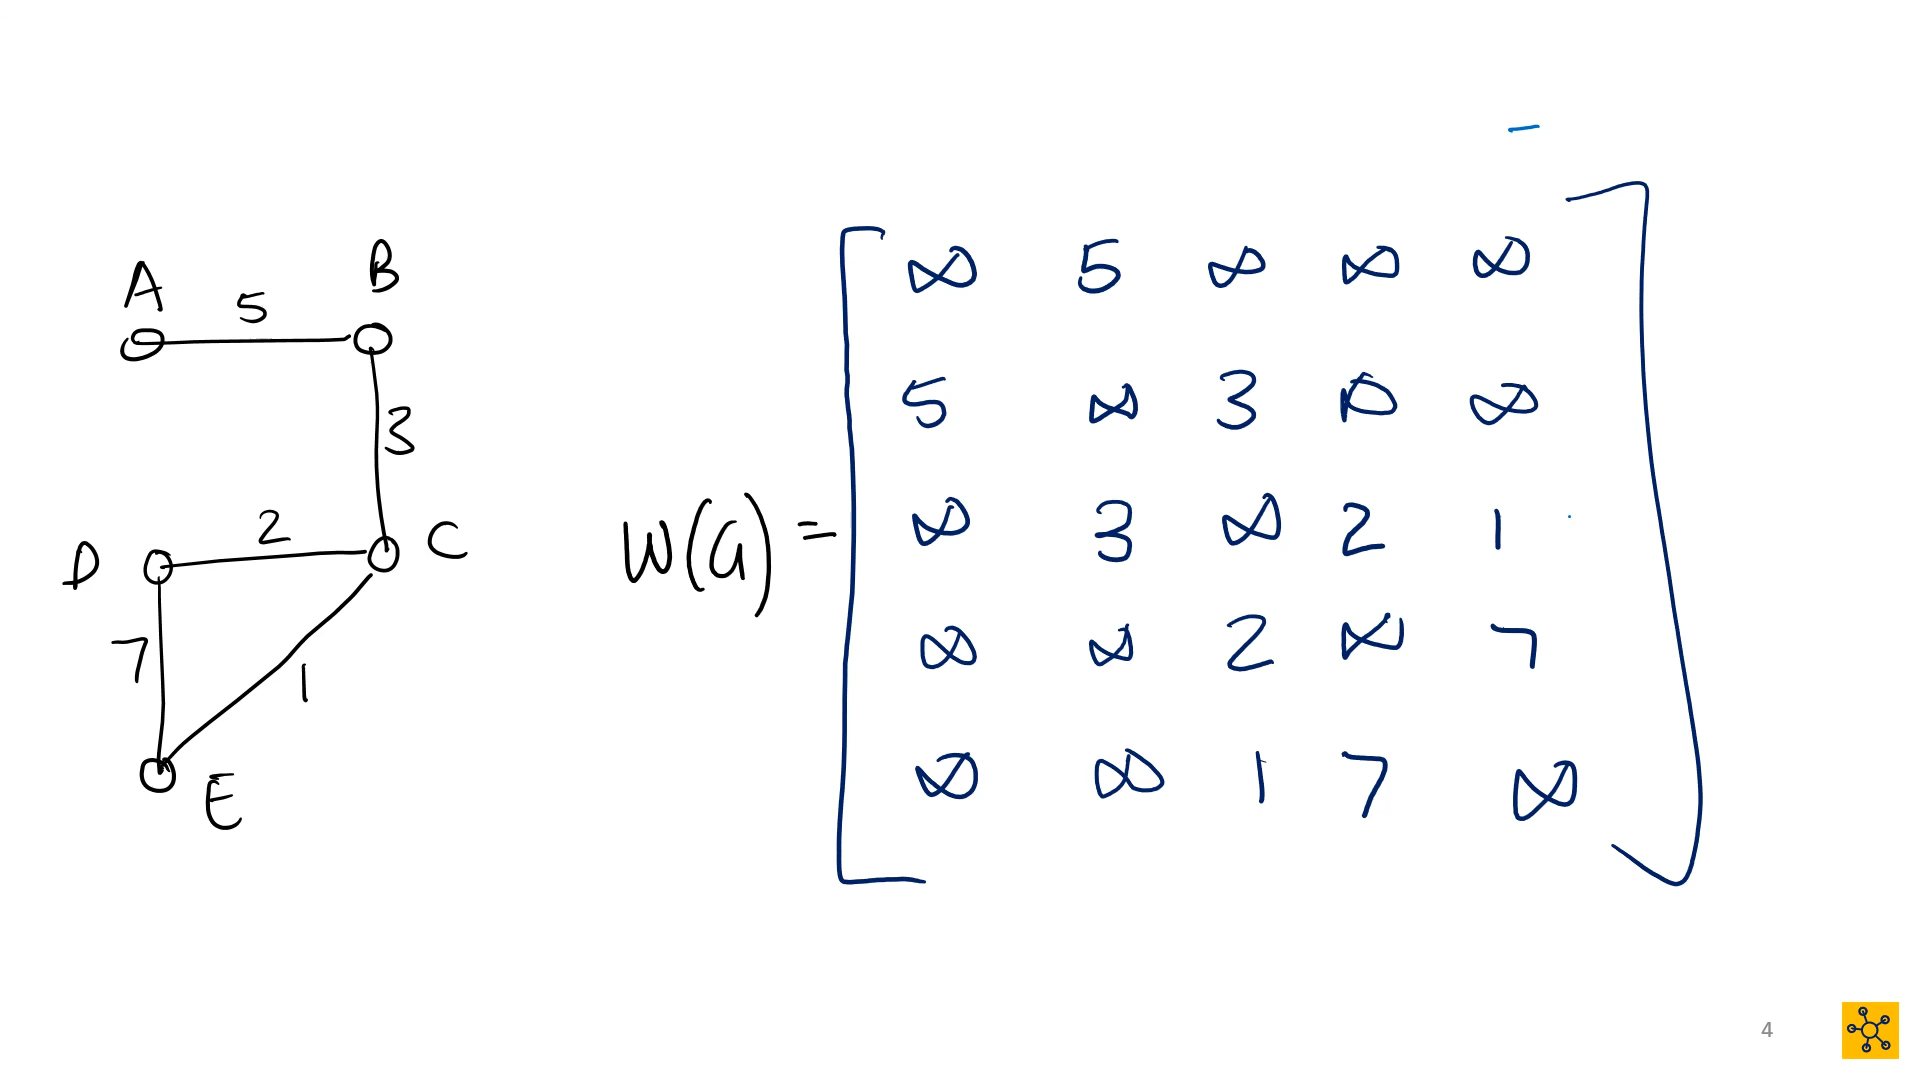 A
5
B
3
2
D
C
7
1
E
W(G) =
∞ 5 ∞ ∞ ∞
5 ∞ 3 ∞ ∞
∞ 3 ∞ 2 1
∞ ∞ 2 ∞ 7
∞ ∞ 1 7 ∞
4